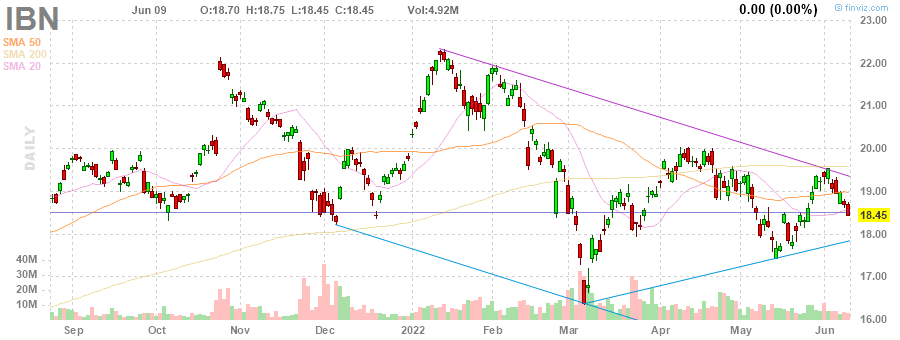 IBN Jun 09 O:18.70 H:18.75 L:18.45 C:18.45 Vol:4.92M 0.00 (0.00%) finviz.com
SMA 50
SMA 200
SMA 20
DAILY
23.00
22.00
21.00
20.00
19.00
18.45
18.00
17.00
16.00
40M
30M
20M
10M
Sep Oct Nov Dec 2022 Feb Mar Apr May Jun